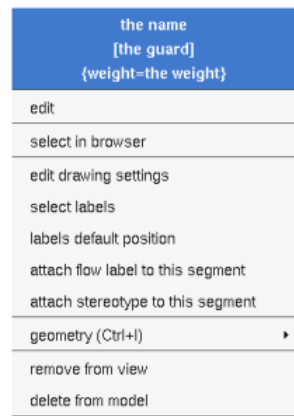 the name
[the guard]
{weight=the weight}
edit
select in browser
edit drawing settings
select labels
labels default position
attach flow label to this segment
attach stereotype to this segment
geometry (Ctrl+I)
remove from view
delete from model